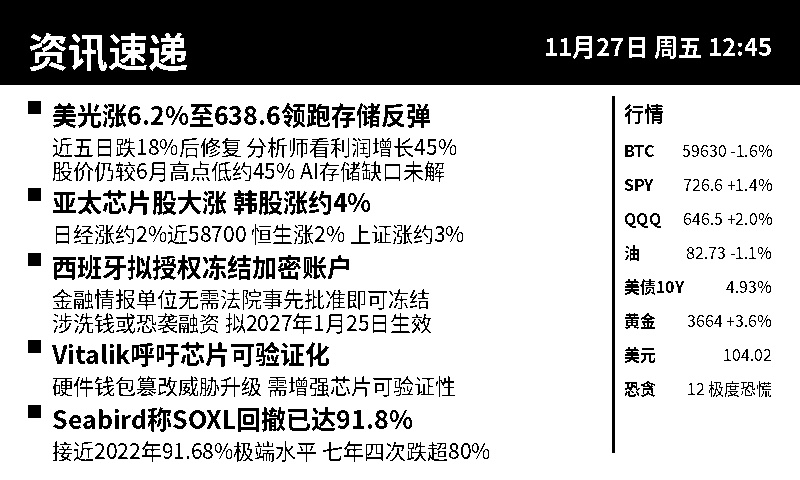 资讯速递
11月27日 周五 12:45
美光涨6.2%至638.6领跑存储反弹
近五日跌18%后修复 分析师看利润增长45%
股价仍较6月高点低约45% AI存储缺口未解
亚太芯片股大涨 韩股涨约4%
日经涨约2%近58700 恒生涨2% 上证涨约3%
西班牙拟授权冻结加密账户
金融情报单位无需法院事先批准即可冻结
涉洗钱或恐袭融资 拟2027年1月25日生效
Vitalik呼吁芯片可验证化
硬件钱包篡改威胁升级 需增强芯片可验证性
Seabird称SOXL回撤已达91.8%
接近2022年91.68%极端水平 七年四次跌超80%
行情
BTC 59630 -1.6%
SPY 726.6 +1.4%
QQQ 646.5 +2.0%
油 82.73 -1.1%
美债10Y 4.93%
黄金 3664 +3.6%
美元 104.02
恐贪 12 极度恐慌